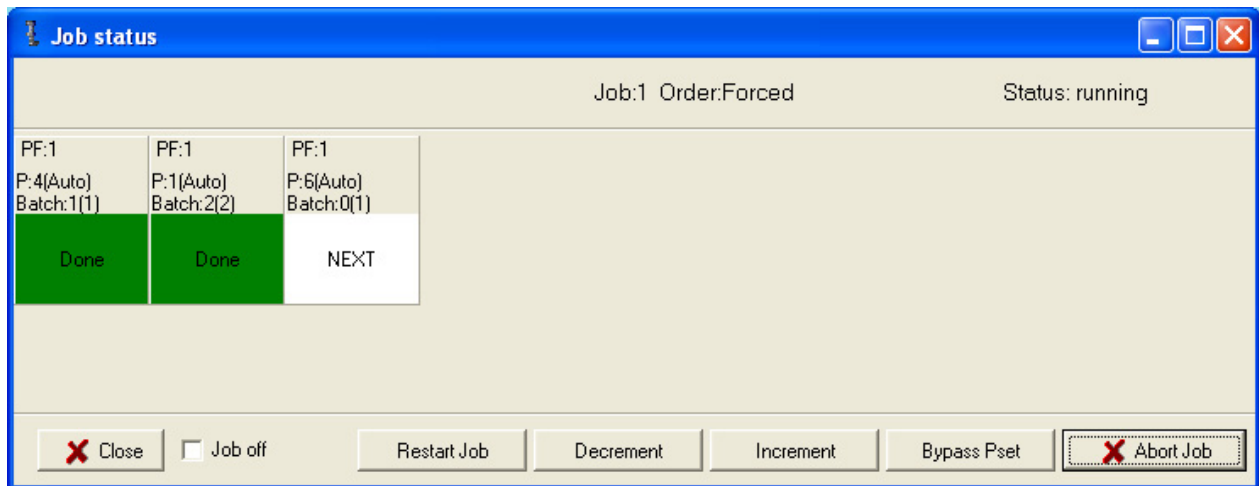 Job status
Job:1 Order:Forced Status: running
PF:1 PF:1 PF:1
P:4(Auto) P:1(Auto) P:6(Auto)
Batch:1(1) Batch:2(2) Batch:0(1)
Done Done NEXT
Close Job off Restart Job Decrement Increment Bypass Pset Abort Job